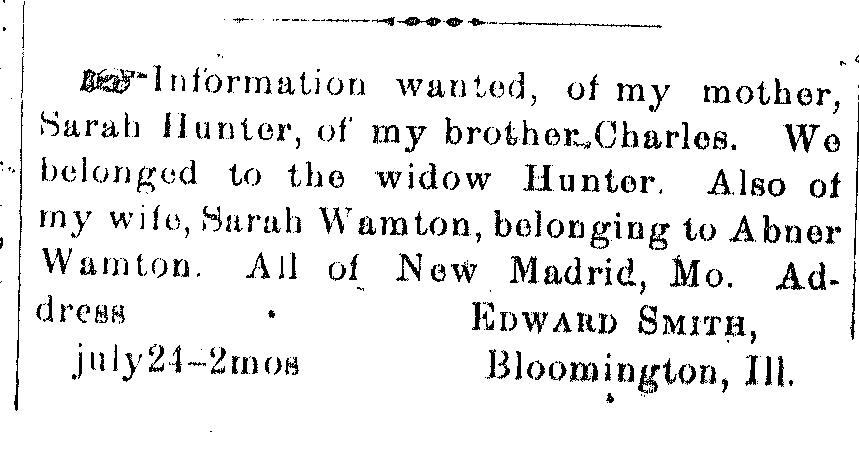 Information wanted, of my mother,
Sarah Hunter, of my brother, Charles. We
belonged to the widow Hunter. Also of
my wife, Sarah Wamton, belonging to Abner
Wamton. All of New Madrid, Mo. Ad-
dress EDWARD SMITH,
july24-2mos Bloomington, Ill.